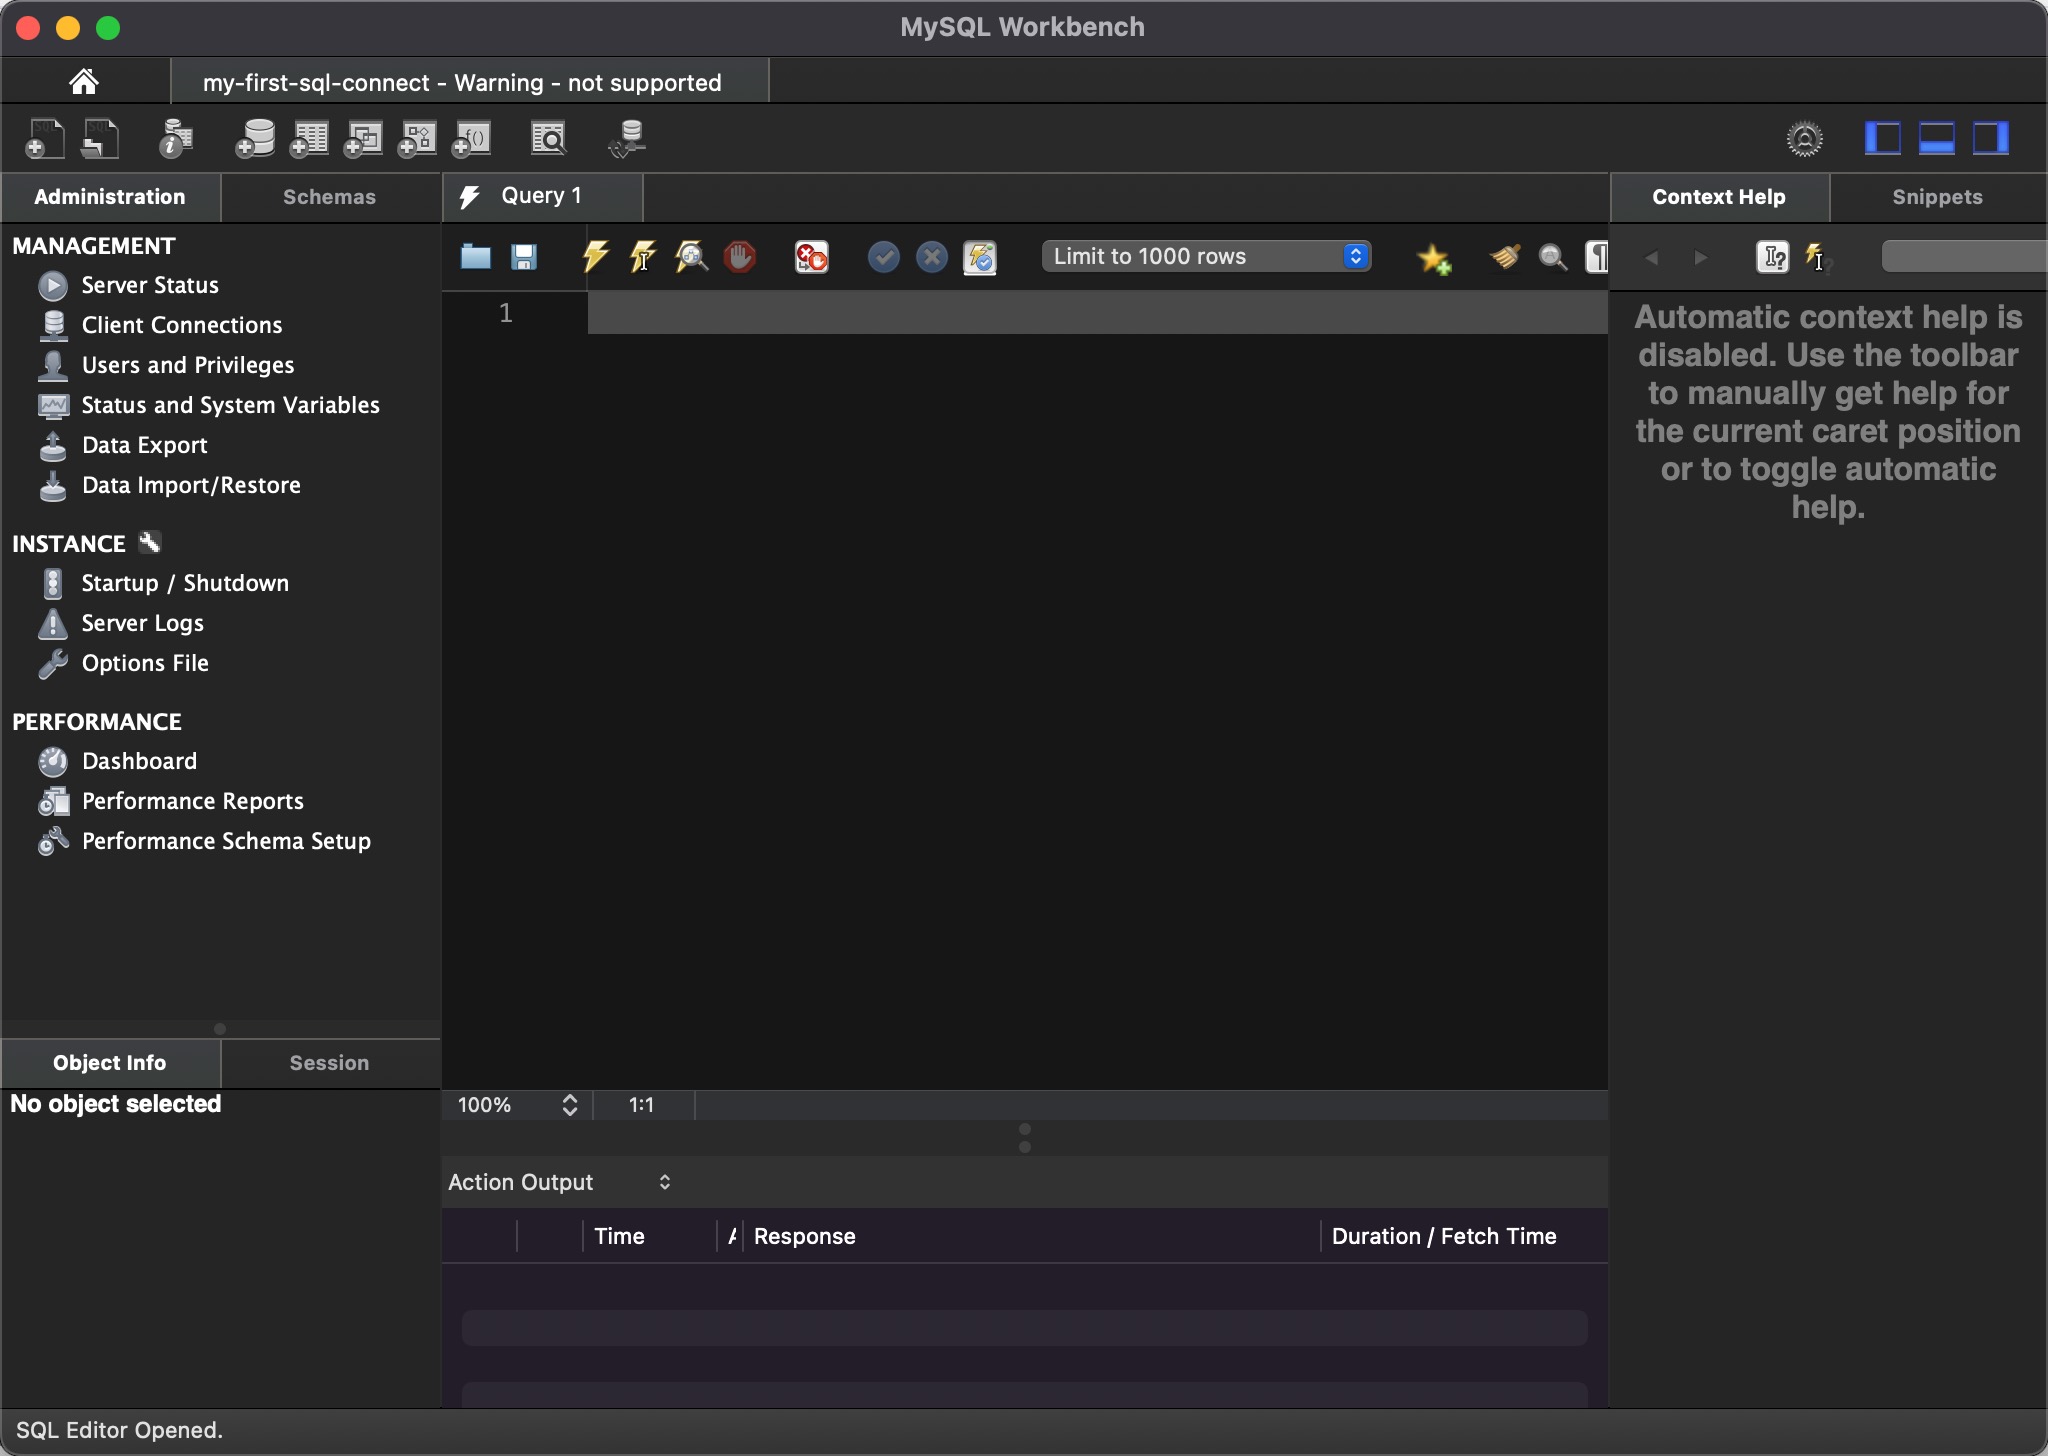 MySQL Workbench
my-first-sql-connect - Warning - not supported
Administration
Schemas
Query 1
Context Help
Snippets
MANAGEMENT
Server Status
Client Connections
Users and Privileges
Status and System Variables
Data Export
Data Import/Restore
INSTANCE
Startup / Shutdown
Server Logs
Options File
PERFORMANCE
Dashboard
Performance Reports
Performance Schema Setup
Object Info
Session
No object selected
Limit to 1000 rows
1
100%
1:1
Action Output
Time
Response
Duration / Fetch Time
Automatic context help is
disabled. Use the toolbar
to manually get help for
the current caret position
or to toggle automatic
help.
SQL Editor Opened.